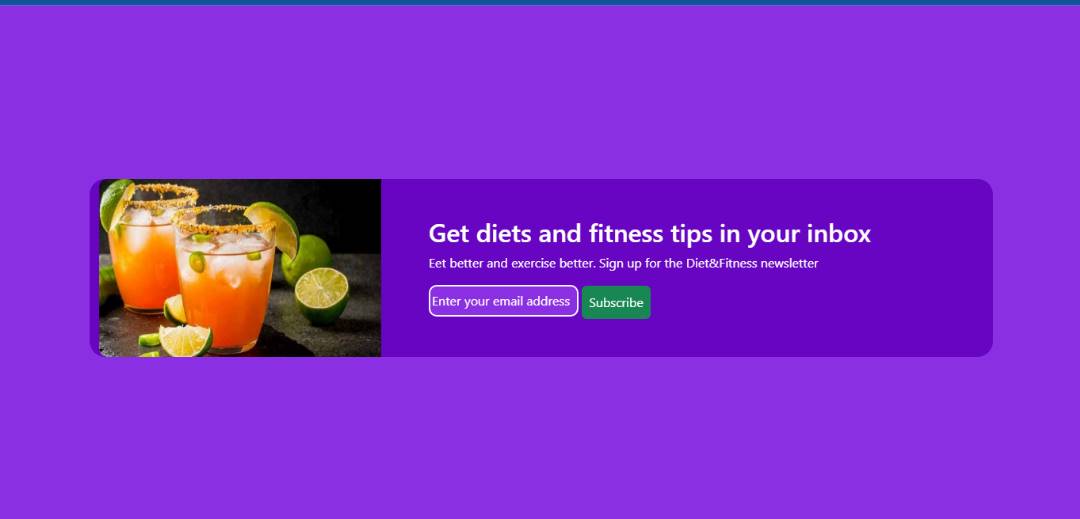 Get diets and fitness tips in your inbox
Eet better and exercise better. Sign up for the Diet&Fitness newsletter
Enter your email address
Subscribe